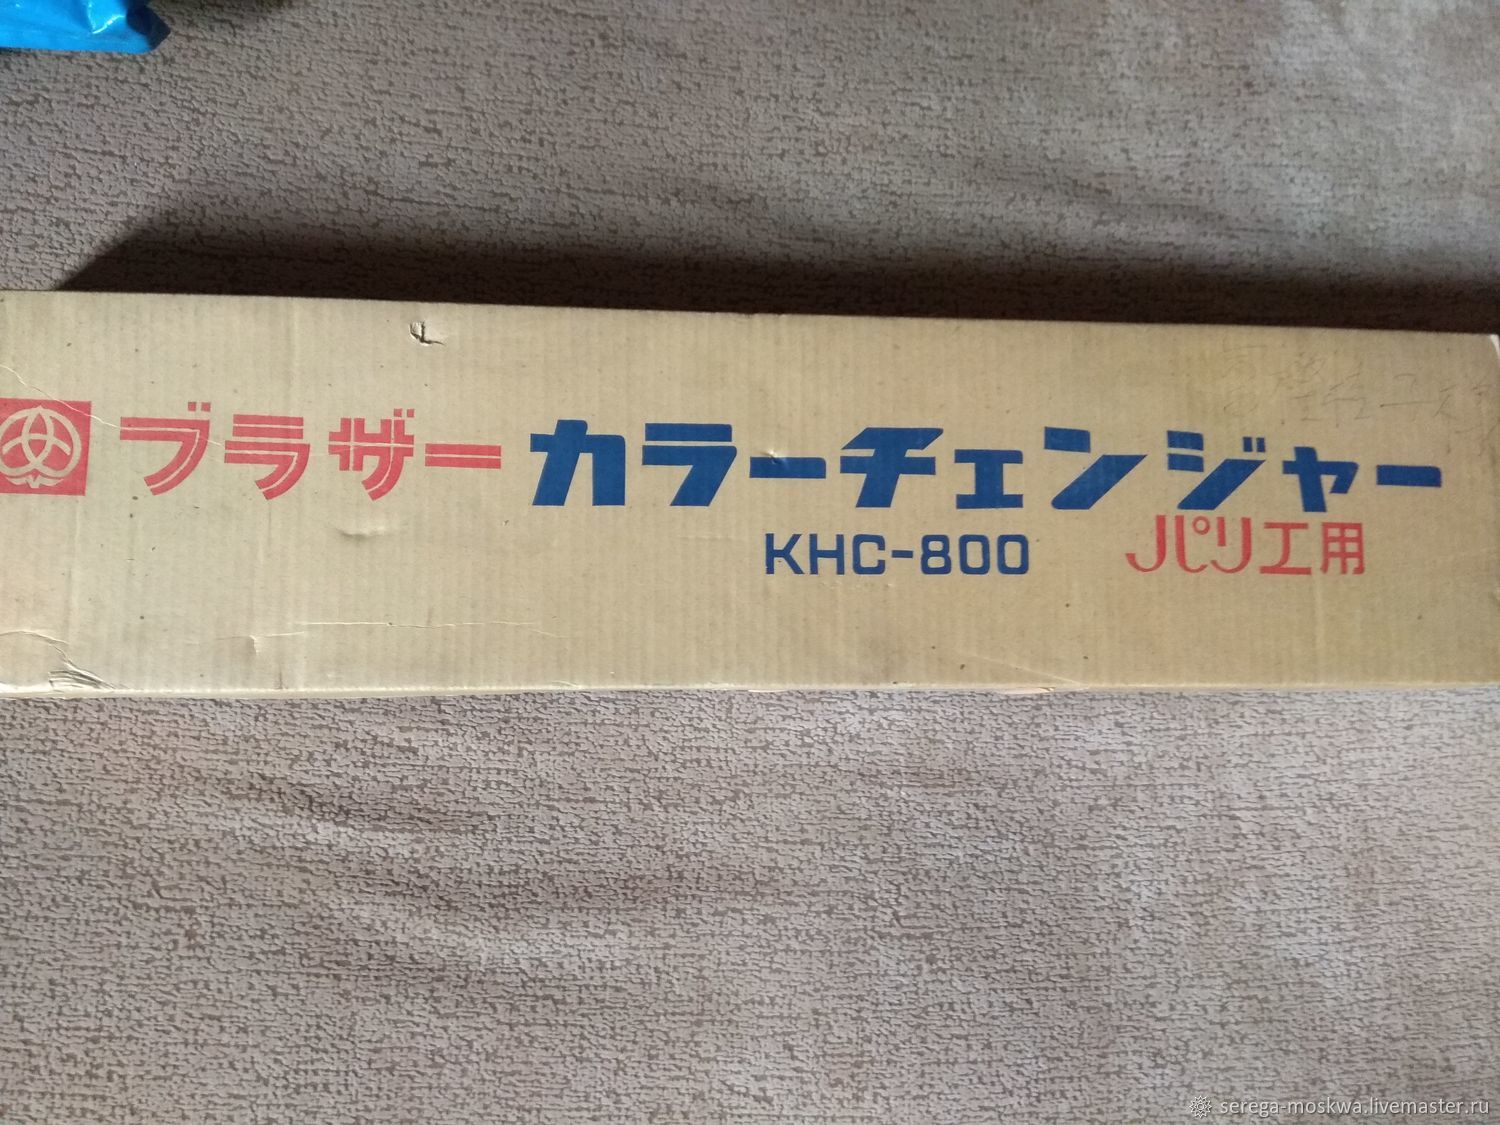 ブラザー カラーチェンジャー
KHC-800 パリエ用
serega-moskwa.livemaster.ru